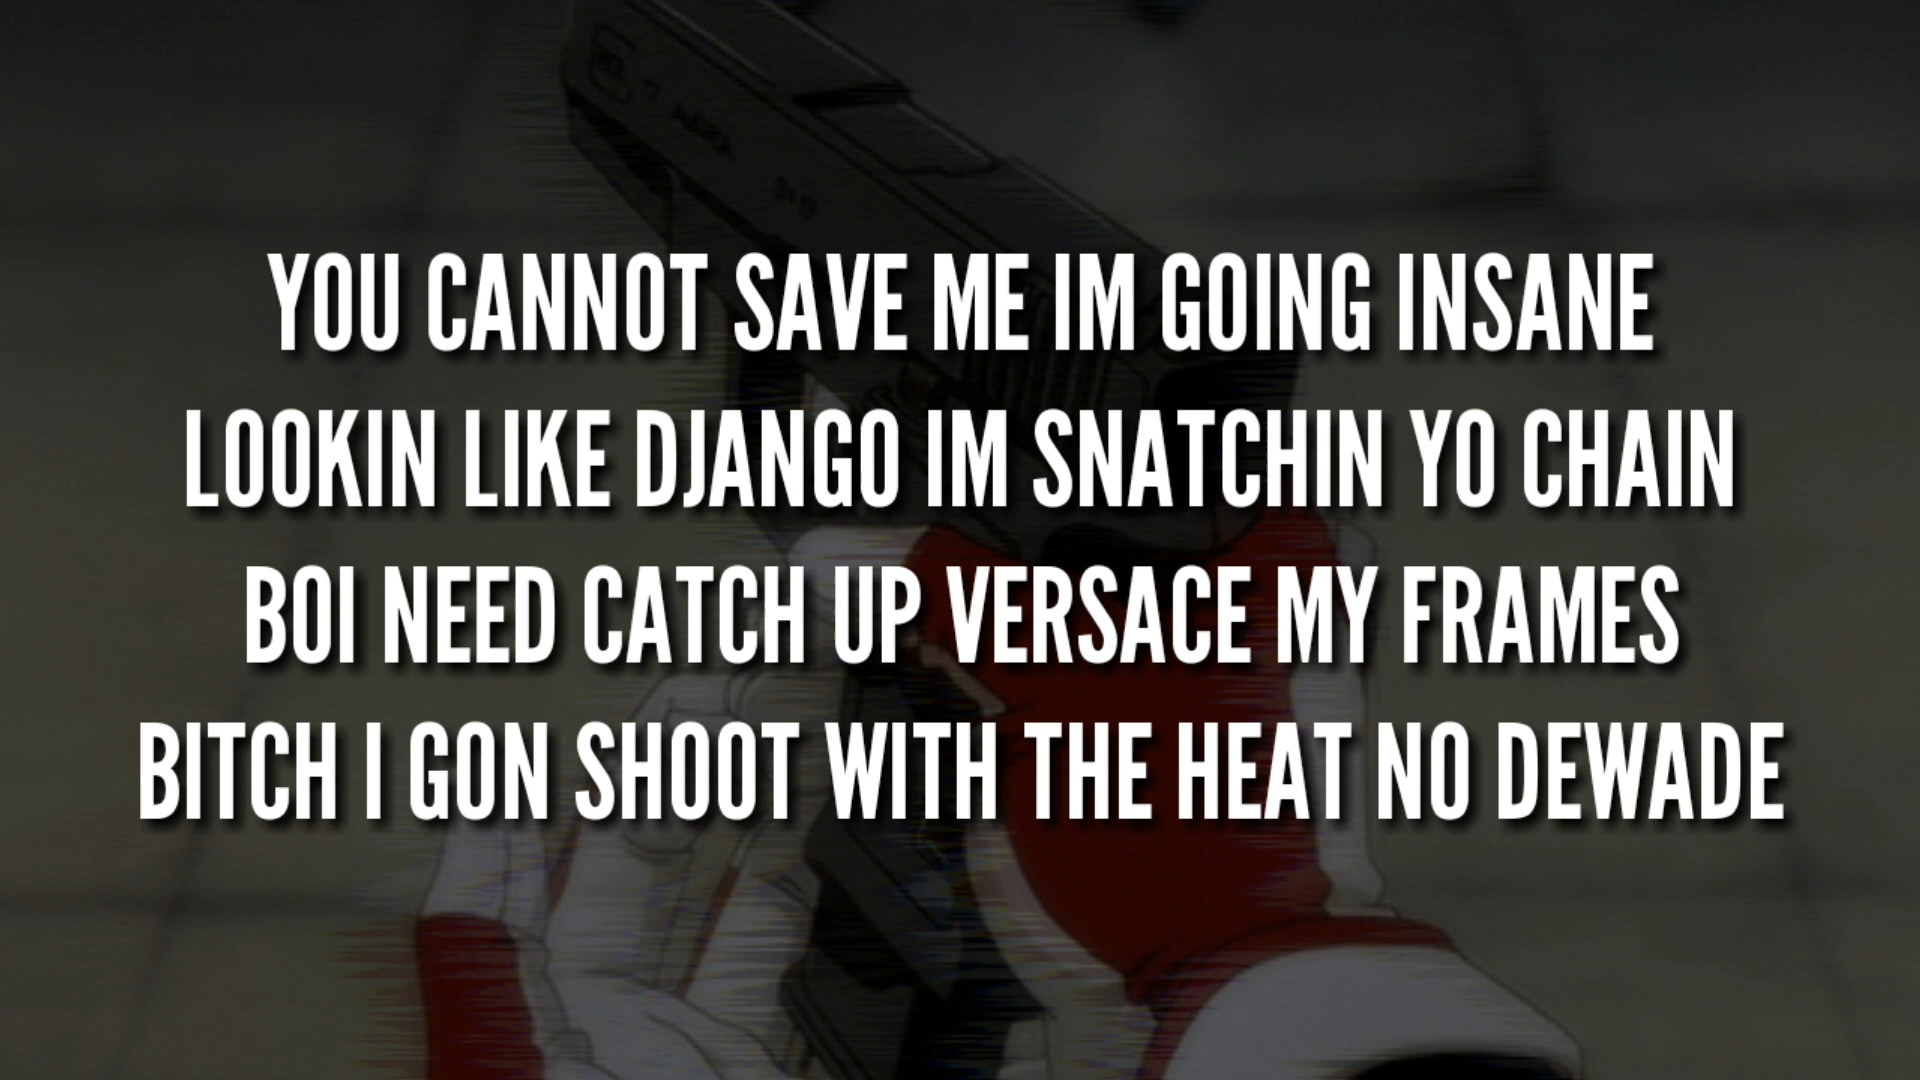 YOU CANNOT SAVE ME IM GOING INSANE
LOOKIN LIKE DJANGO IM SNATCHIN YO CHAIN
BOI NEED CATCH UP VERSACE MY FRAMES
BITCH I GON SHOOT WITH THE HEAT NO DEWADE